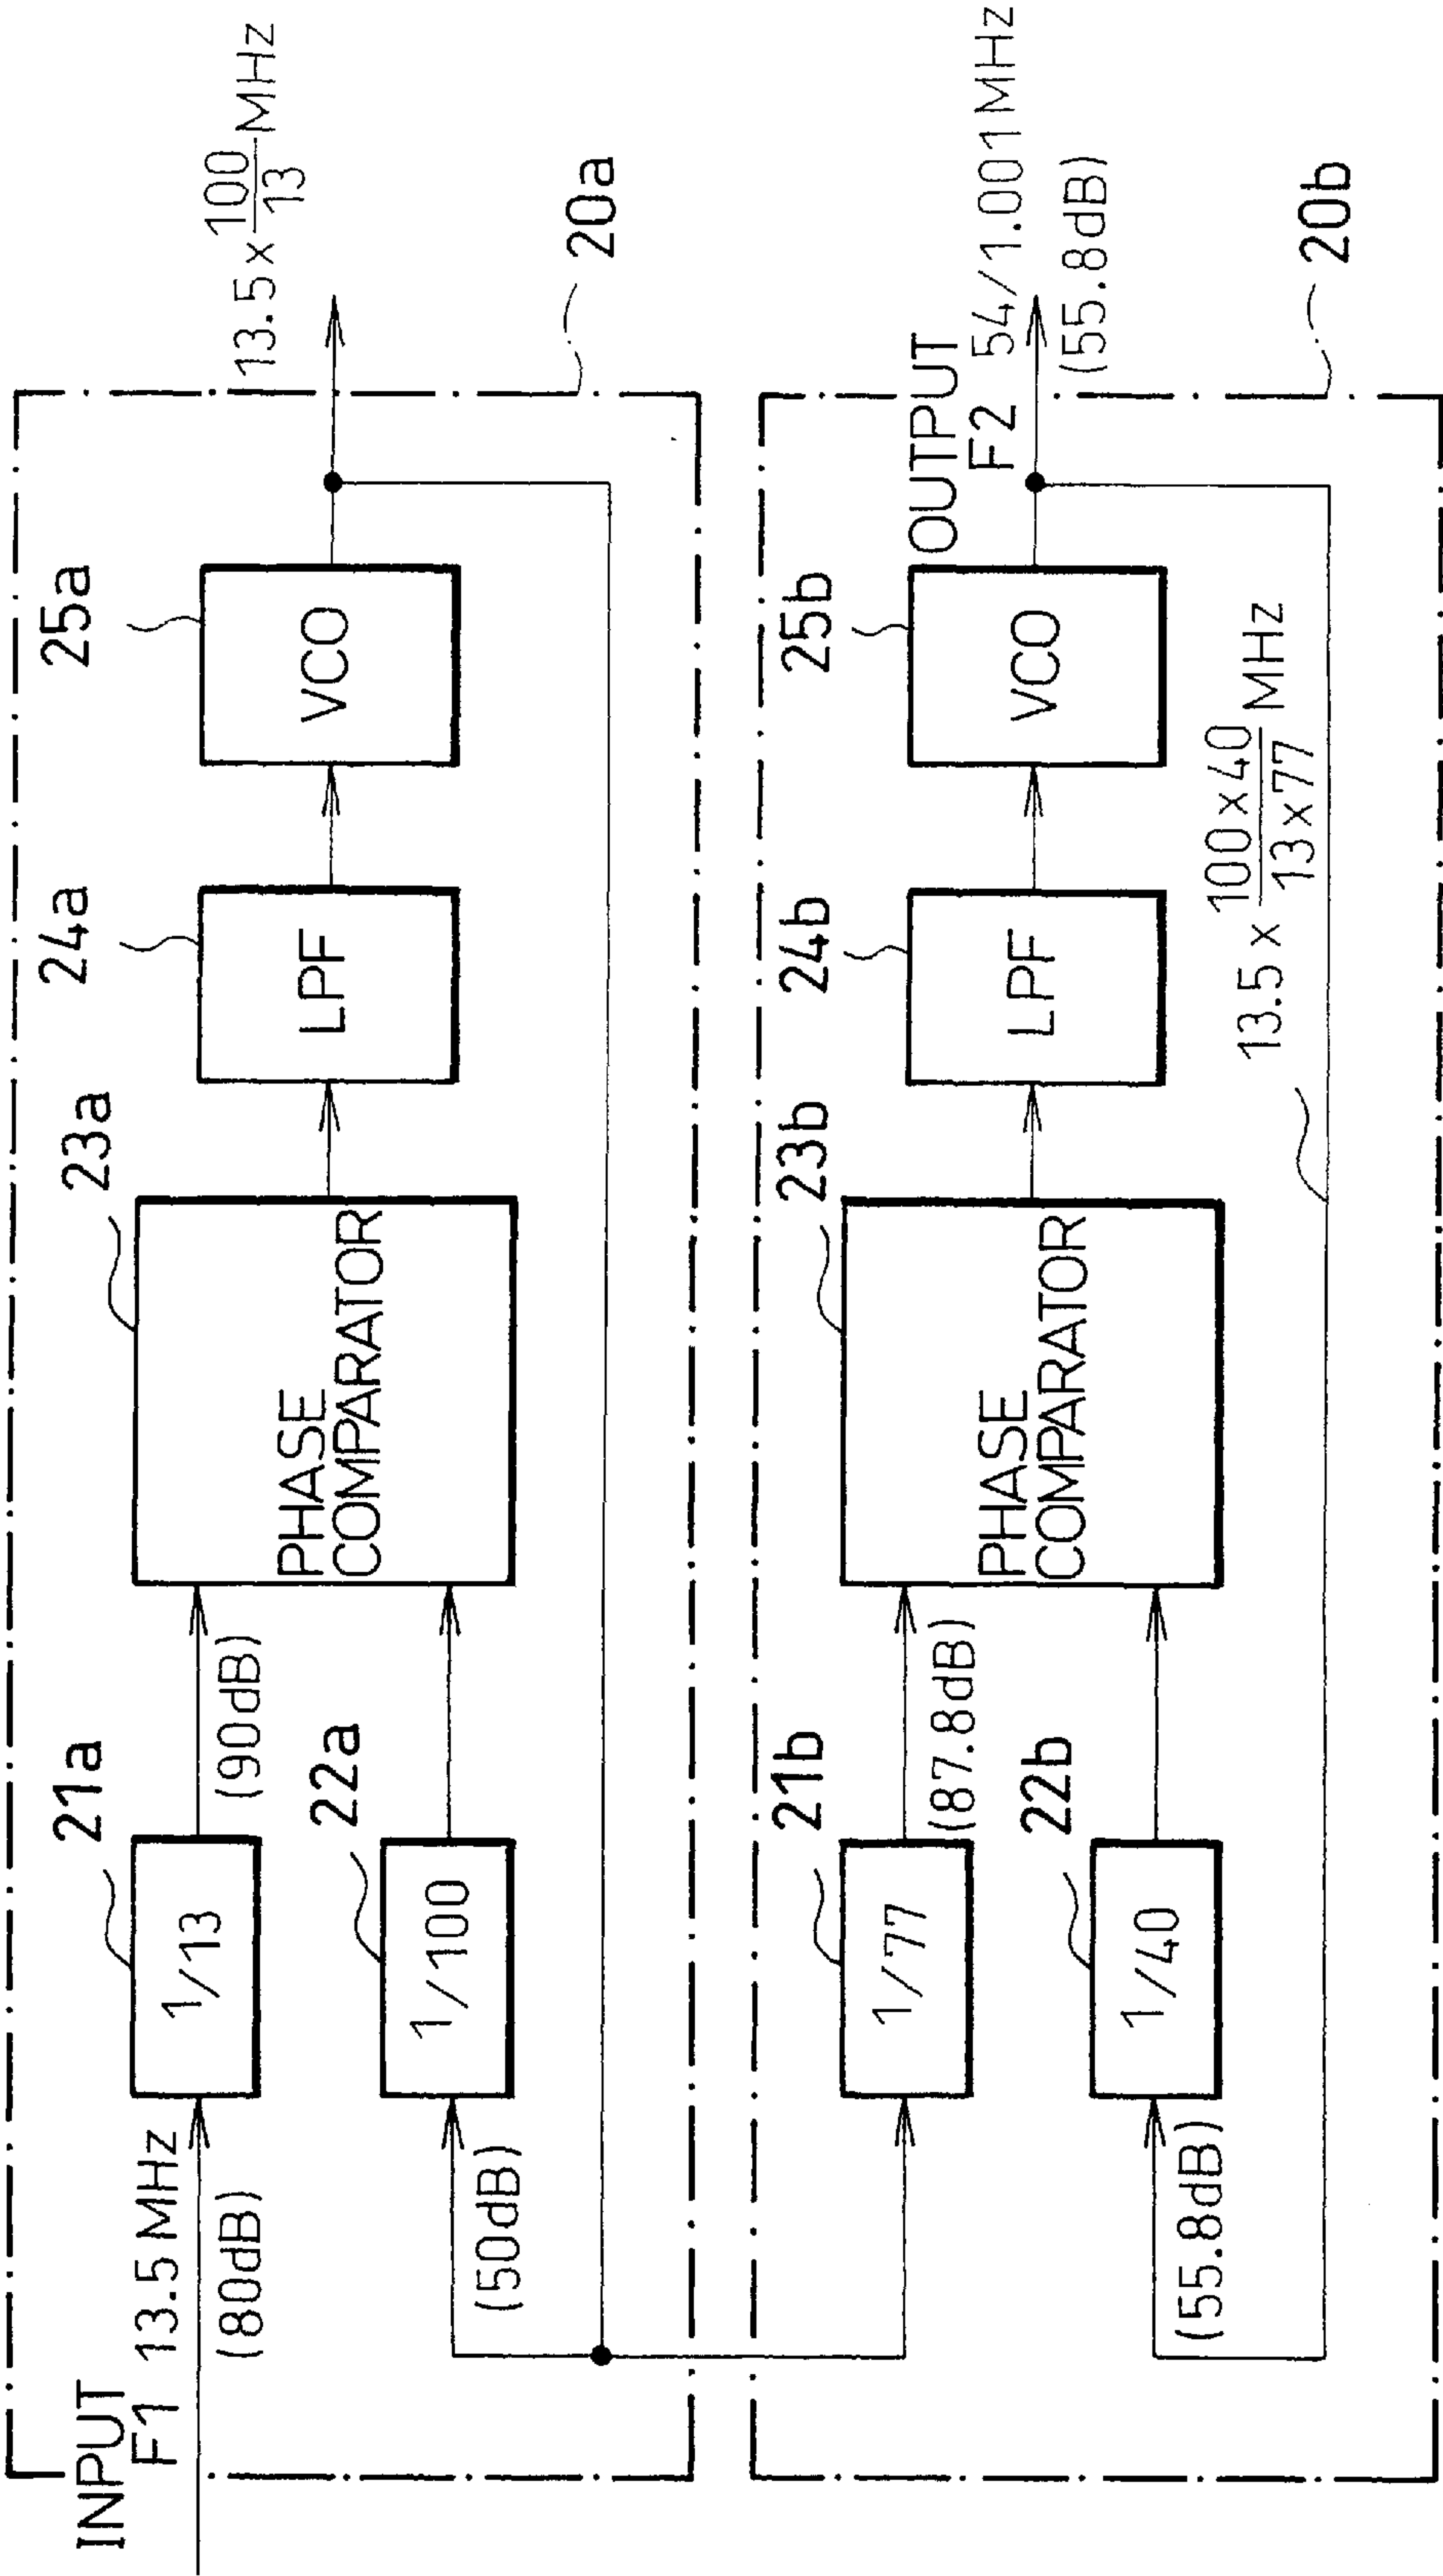 INPUT
F1 13.5 MHz
(80dB)
21a
1/13
(90dB)
22a
1/100
(50dB)
23a
PHASE
COMPARATOR
24a
LPF
25a
VCO
13.5 x 100/13 MHz
20a
21b
1/77
(87.8dB)
22b
1/40
(55.8dB)
23b
PHASE
COMPARATOR
24b
LPF
25b
VCO
OUTPUT
F2 54/1.001 MHz
(55.8dB)
13.5 x 100 x 40/13 x 77 MHz
20b